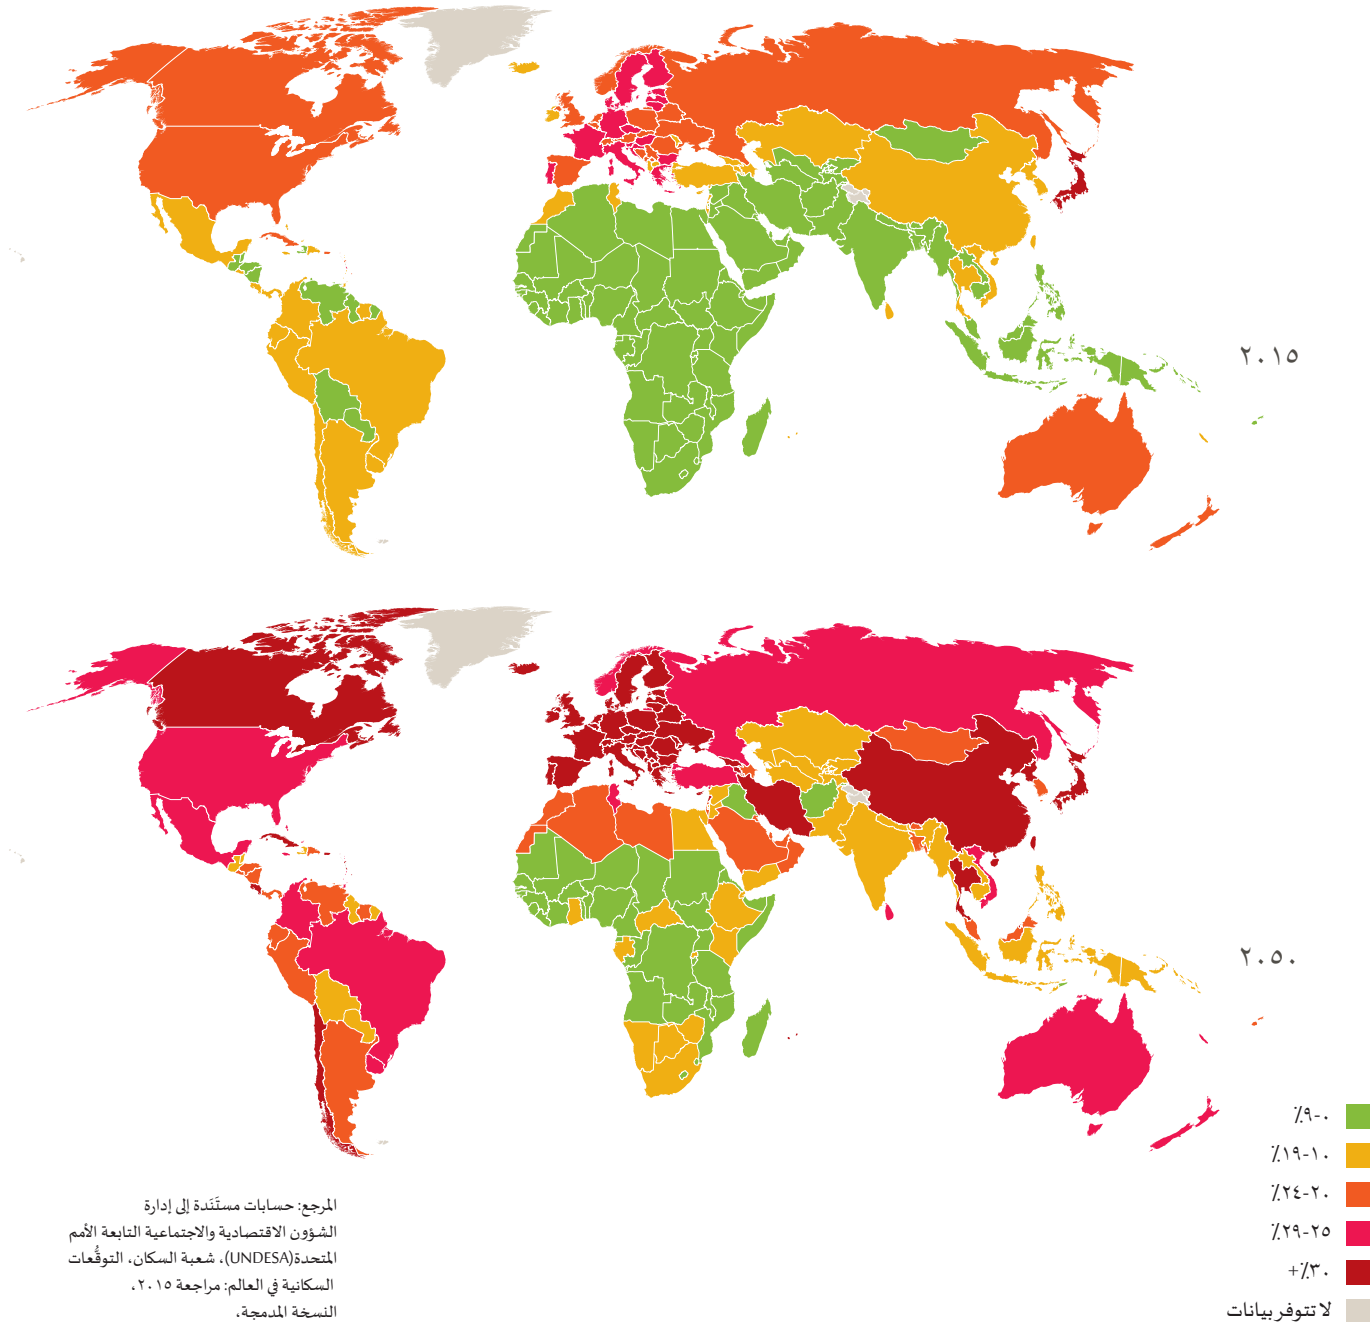 ٢٠١٥
٢٠٥٠
٠-٩٪
١٠-١٩٪
٢٠-٢٤٪
٢٥-٢٩٪
٣٠٪+
لا تتوفر بيانات
المرجع: حسابات مستَنَدة إلى إدارة
الشؤون الاقتصادية والاجتماعية التابعة الأمم
المتحدة(UNDESA)، شعبة السكان، التوقُّعات
السكانية في العالم: مراجعة ٢٠١٥،
النسخة المدمجة،